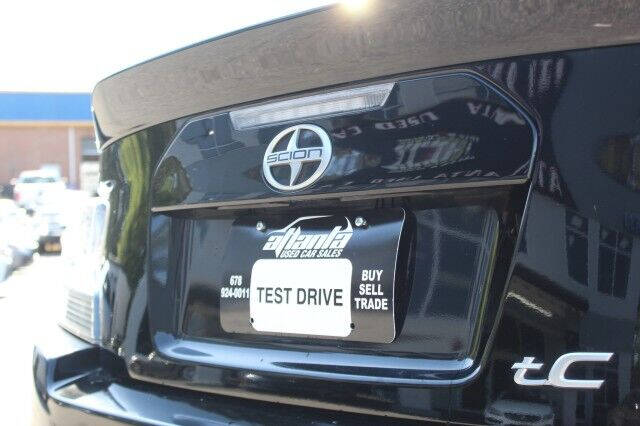 SCION
atlanta
USED CAR SALES
678
924-0011
TEST DRIVE
BUY
SELL
TRADE
tC